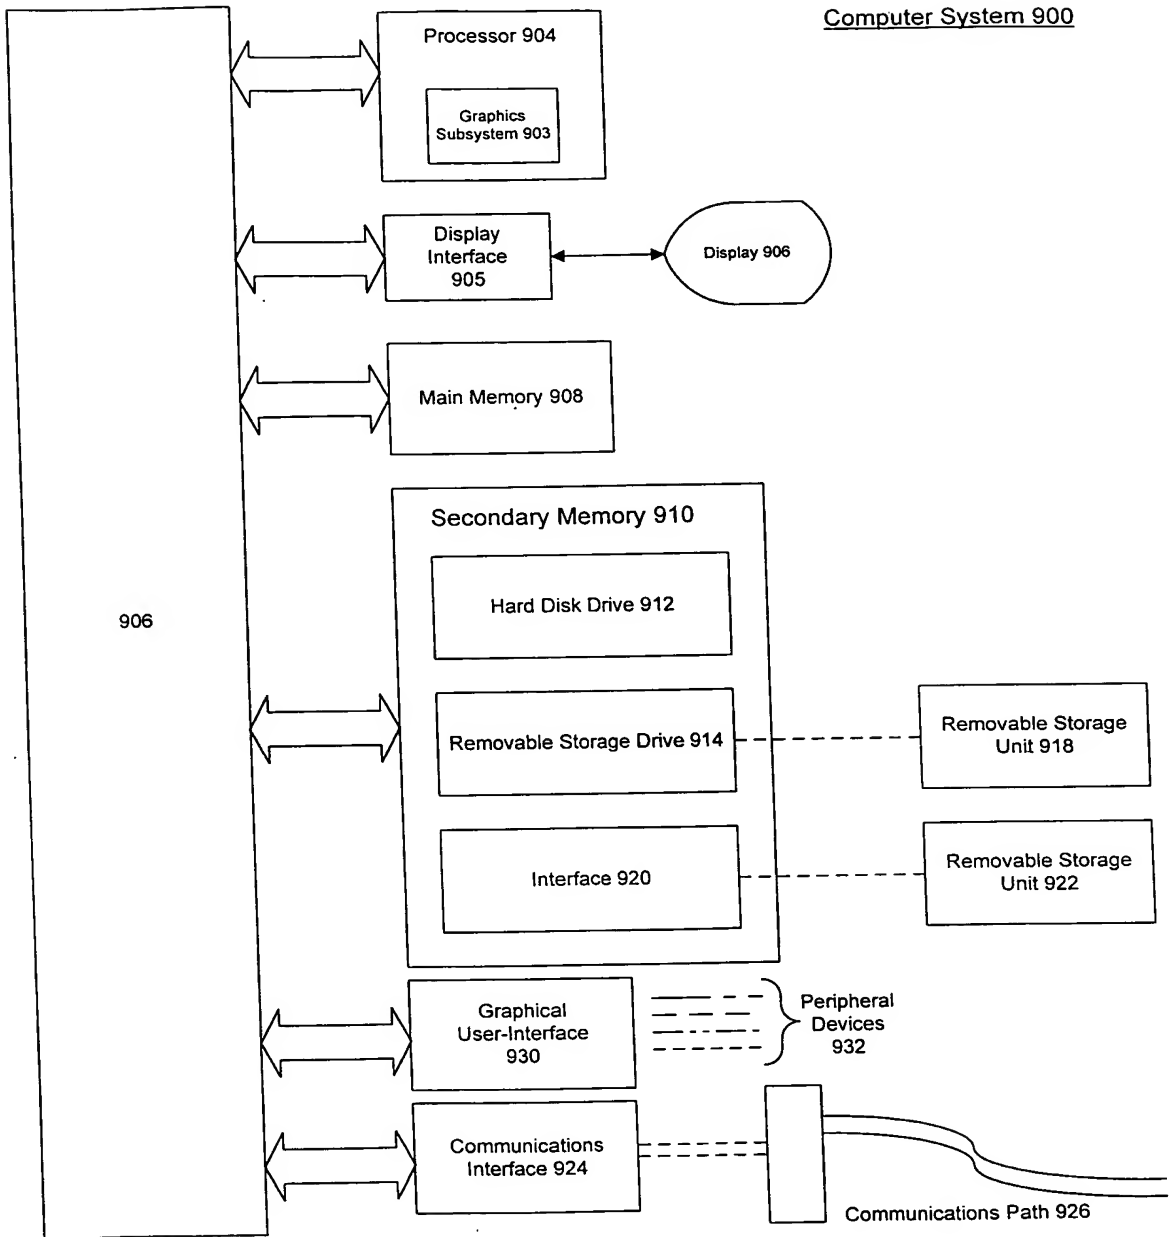 Computer System 900
Processor 904
Graphics
Subsystem 903
Display
Interface
905
Display 906
Main Memory 908
Secondary Memory 910
Hard Disk Drive 912
906
Removable Storage Drive 914
Removable Storage
Unit 918
Interface 920
Removable Storage
Unit 922
Graphical
User-Interface
930
Peripheral
Devices
932
Communications
Interface 924
Communications Path 926